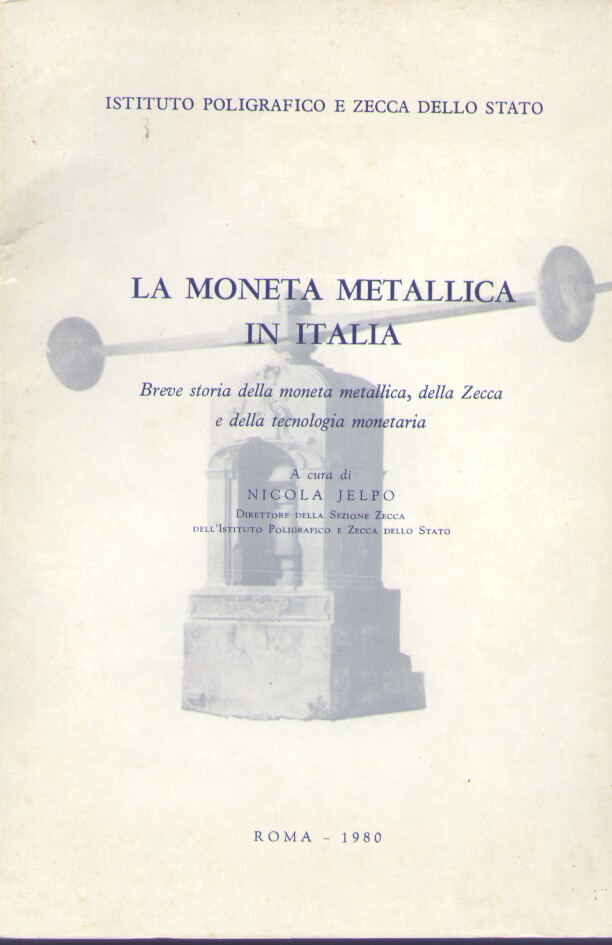 ISTITUTO POLIGRAFICO E ZECCA DELLO STATO
LA MONETA METALLICA
IN ITALIA
Breve storia della moneta metallica, della Zecca
e della tecnologia monetaria
A cura di
NICOLA JELPO
DIRETTORE DELLA SEZIONE ZECCA
DELL'ISTITUTO POLIGRAFICO E ZECCA DELLO STATO
ROMA - 1980